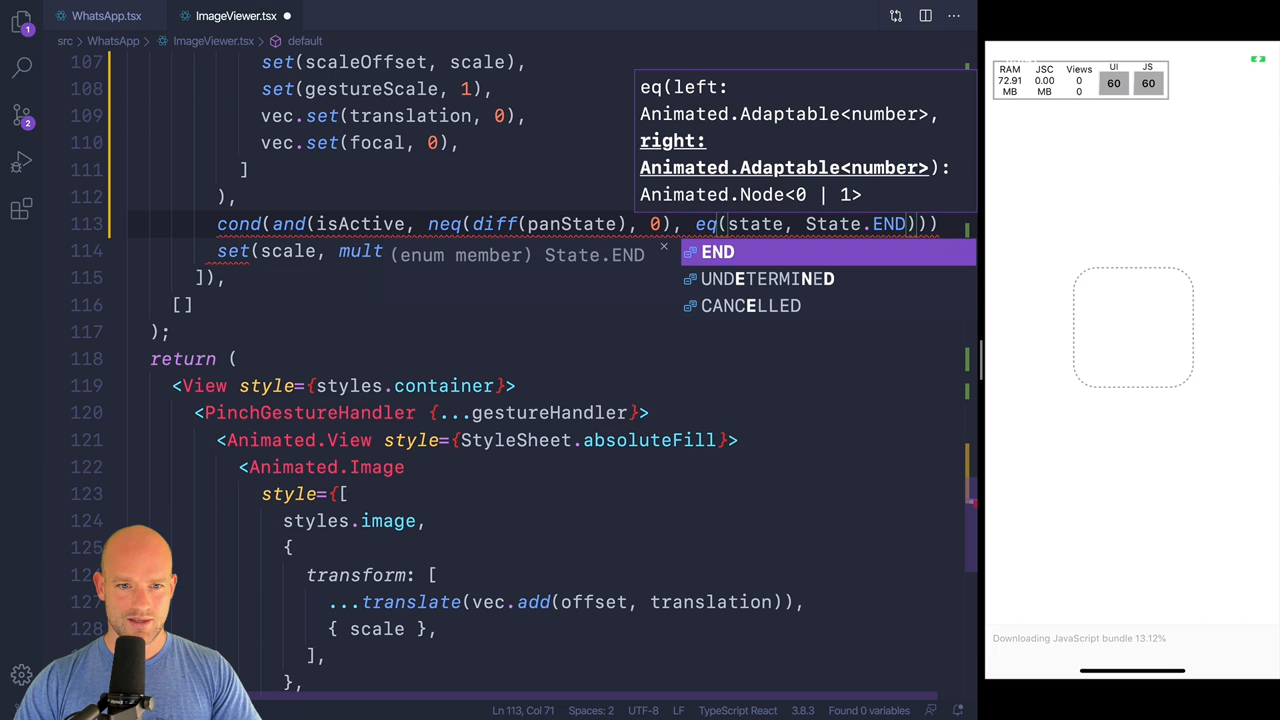 WhatsApp.tsx
ImageViewer.tsx
src > WhatsApp > ImageViewer.tsx > default
107 set(scaleOffset, scale),
108 set(gestureScale, 1),
109 vec.set(translation, 0),
110 vec.set(focal, 0),
111 ]
112 ),
113 cond(and(isActive, neq(diff(panState), 0), eq(state, State.END)))
114 set(scale, mult
115 ]),
116 []
117 );
118 return (
119 <View style={styles.container}>
120 <PinchGestureHandler {...gestureHandler}>
121 <Animated.View style={StyleSheet.absoluteFill}>
122 <Animated.Image
123 style={[
124 styles.image,
125 {
126 transform: [
127 ...translate(vec.add(offset, translation)),
128 { scale },
],
},
eq(left:
Animated.Adaptable<number>,
right:
Animated.Adaptable<number>):
Animated.Node<0 | 1>
(enum member) State.END
END
UNDETERMINED
CANCELLED
1
2
Ln 113, Col 71
Spaces: 2
UTF-8
LF
TypeScript React
3.8.3
Found 0 variables
RAM
72.91
MB
JSC
0.00
MB
Views
0
0
UI
60
JS
60
Downloading JavaScript bundle 13.12%